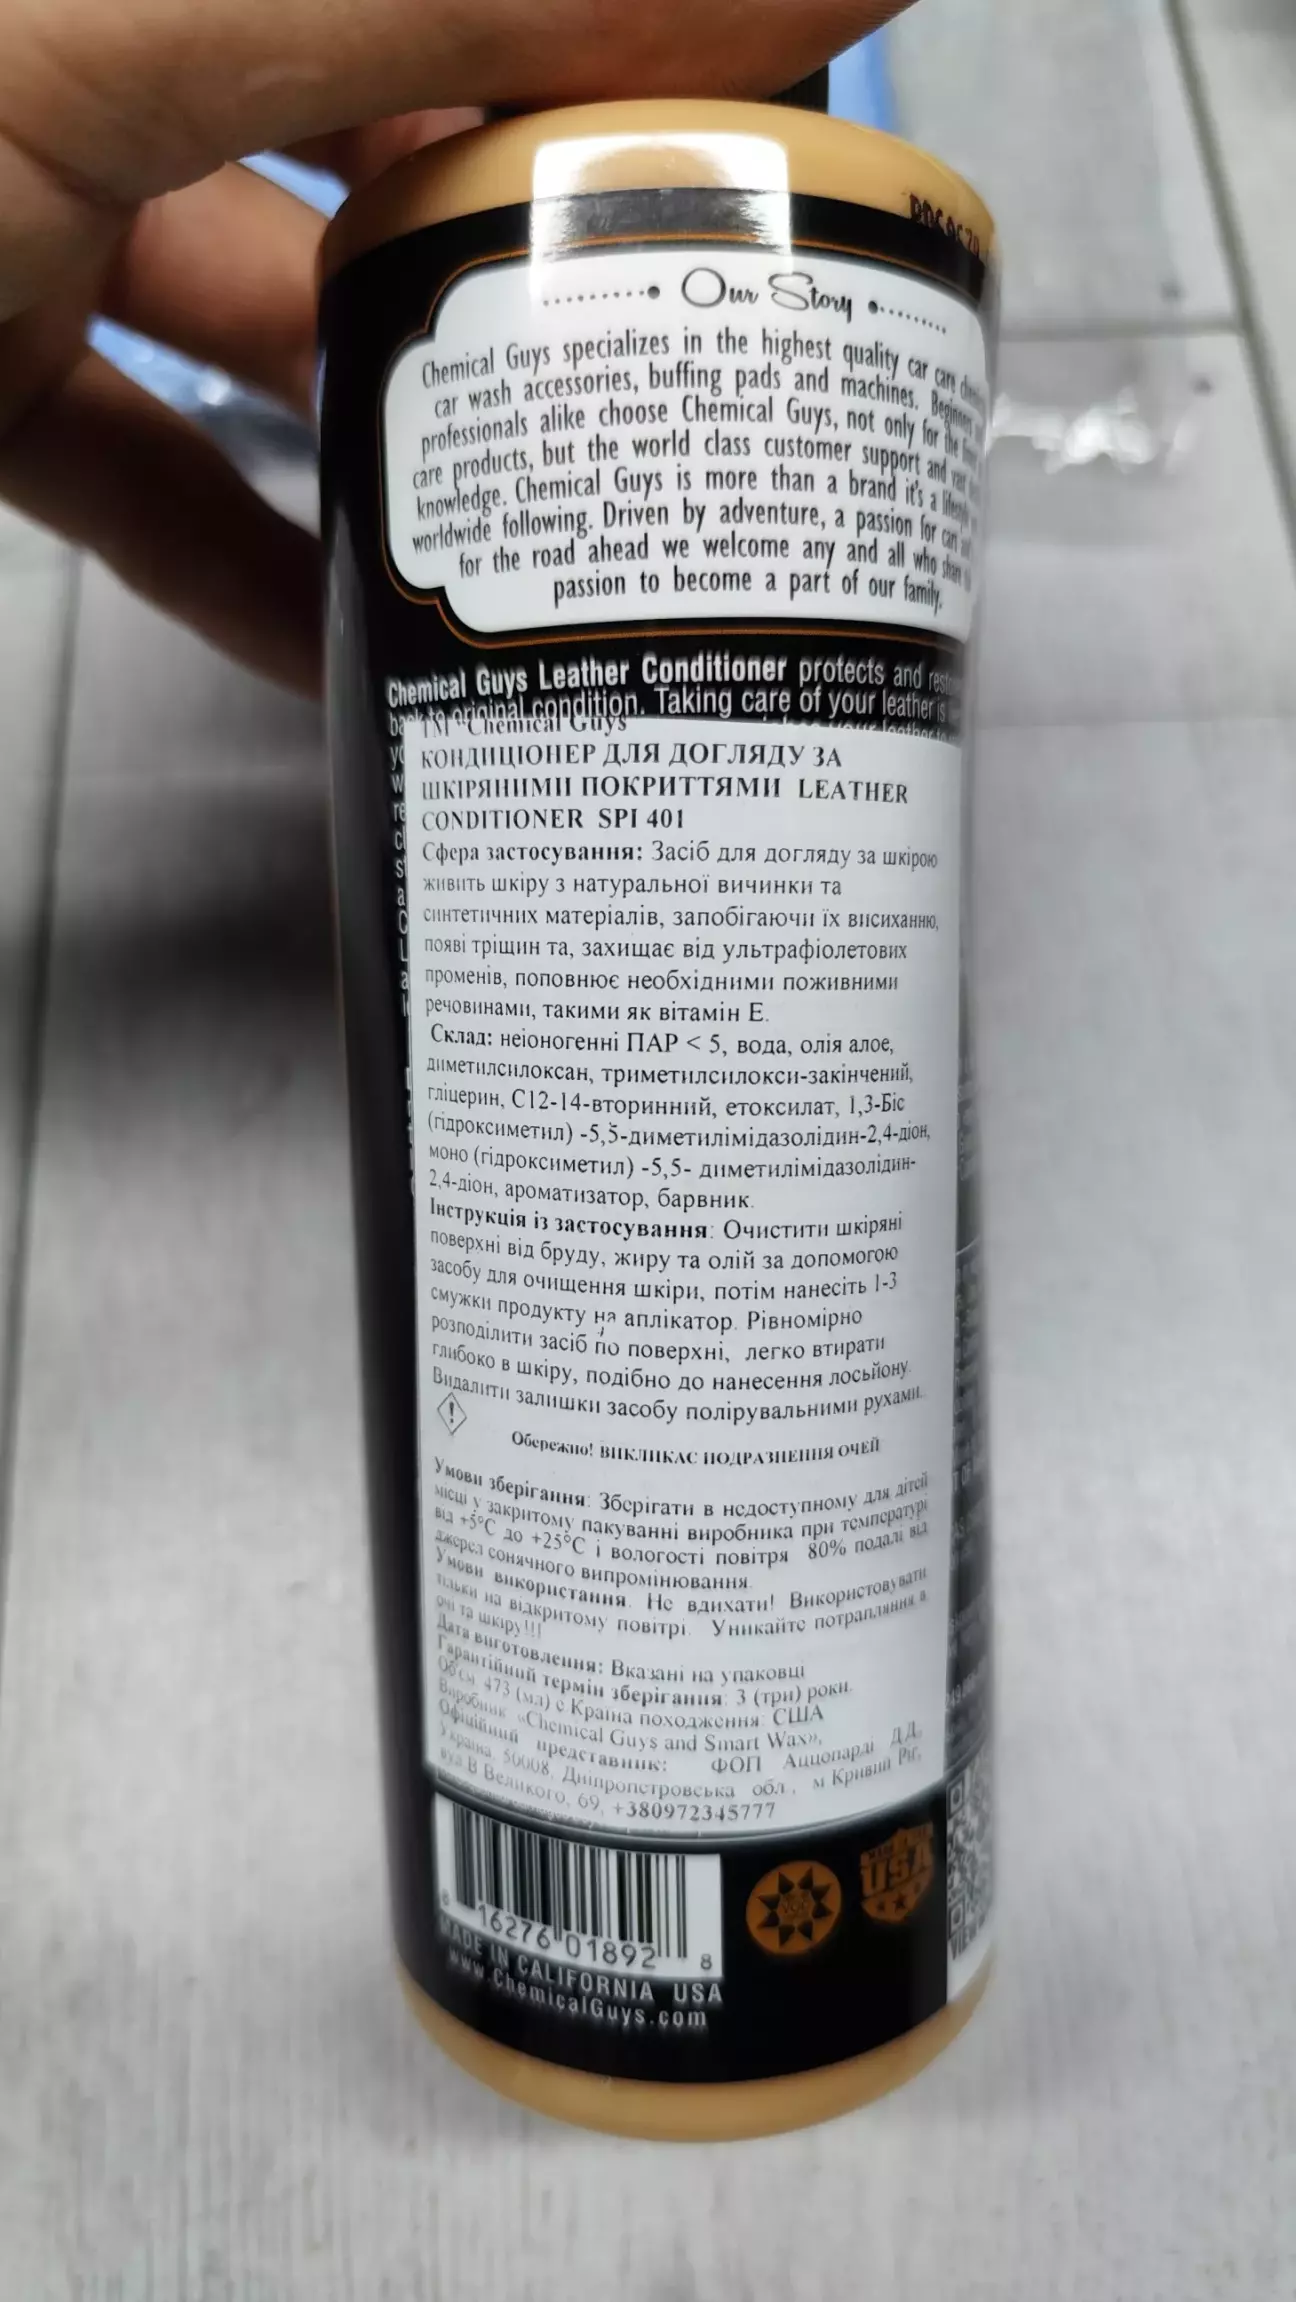 Our Story
Chemical Guys specializes in the highest quality car care
car wash accessories, buffing pads and machines.
professionals alike choose Chemical Guys, not only for the
care products, but the world class customer support and
knowledge. Chemical Guys is more than a brand it's a
worldwide following. Driven by adventure, a passion for
for the road ahead we welcome any and all who share
passion to become a part of our family.
Chemical Guys Leather Conditioner protects and
original condition. Taking care of your leather is
TM "Chemical Guys
КОНДИЦІОНЕР ДЛЯ ДОГЛЯДУ ЗА
ШКІРЯНИМИ ПОКРИТТЯМИ LEATHER
CONDITIONER SPI 401
Сфера застосування: Засіб для догляду за шкірою
живить шкіру з натуральної вичинки та
синтетичних матеріалів, запобігаючи їх висиханню,
появі тріщин та, захищає від ультрафіолетових
променів, поповнює необхідними поживними
речовинами, такими як вітамін Е.
Склад: неіоногенні ПАР < 5, вода, олія алое,
диметилсилоксан, триметилсилокси-закінчений,
гліцерин, С12-14-вторинний, етоксилат, 1,3-Біс
(гідроксиметил) -5,5-диметилімідазолідин-2,4-діон,
моно (гідроксиметил) -5,5- диметилімідазолідин-
2,4-діон, ароматизатор, барвник.
Інструкція із застосування: Очистити шкіряні
поверхні від бруду, жиру та олій за допомогою
засобу для очищення шкіри, потім нанесіть 1-3
смужки продукту на аплікатор. Рівномірно
розподілити засіб по поверхні, легко втирати
глибоко в шкіру, подібно до нанесення лосьйону.
Видалити залишки засобу полірувальними рухами.
Обережно! ВИКЛИКАЄ ПОДРАЗНЕННЯ ОЧЕЙ
Умови зберігання: Зберігати в недоступному для дітей
місці у закритому пакуванні виробника при температурі
від +5°С до +25°С і вологості повітря 80% подалі від
джерел сонячного випромінювання.
Умови використання. Не вдихати! Використовувати
тільки на відкритому повітрі. Уникайте потрапляння в
очі та шкіру!!!
Дата виготовлення: Вказані на упаковці
Гарантійний термін зберігання: 3 (три) роки.
Об'єм 473 (мл) є Країна походження: США
Виробник «Chemical Guys and Smart Wax»,
Офіційний представник: ФОП Аццопарді Д.Д.
Україна, 50008, Дніпропетровська обл., м Кривий Ріг,
вул В Великого, 69, +380972345777
8 16276 01892 8
MADE IN CALIFORNIA USA
www.ChemicalGuys.com
USA
VIEW